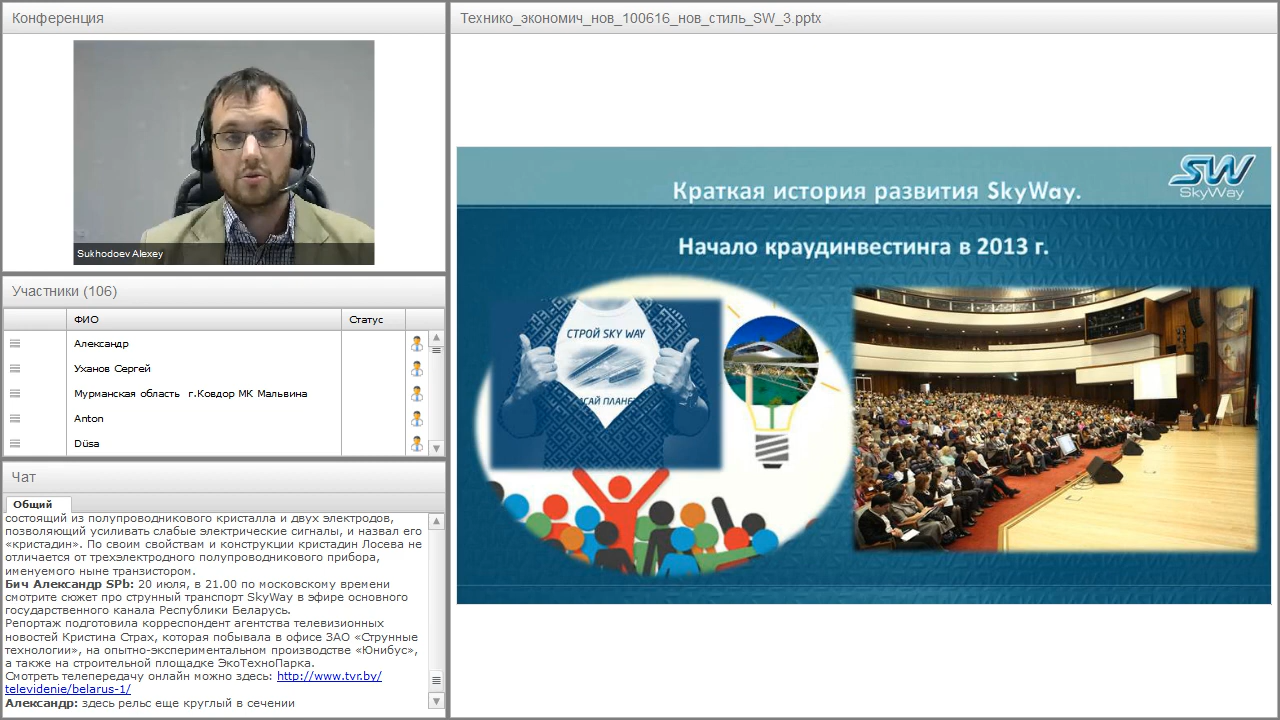 Конференция
Sukhodoev Alexey
Участники (106)
ФИО Статус
Александр
Уханов Сергей
Мурманская область г.Ковдор МК Мальвина
Anton
Düsa
Чат
Общий
состоящий из полупроводникового кристалла и двух электродов,
позволяющий усиливать слабые электрические сигналы, и назвал его
«кристадин». По своим свойствам и конструкции кристадин Лосева не
отличается от трехэлектродного полупроводникового прибора,
именуемого ныне транзистором.
Бич Александр SPb: 20 июля, в 21.00 по московскому времени
смотрите сюжет про струнный транспорт SkyWay в эфире основного
государственного канала Республики Беларусь.
Репортаж подготовила корреспондент агентства телевизионных
новостей Кристина Страх, которая побывала в офисе ЗАО «Струнные
технологии», на опытно-экспериментальном производстве «Юнибус»,
а также на строительной площадке ЭкоТехноПарка.
Смотреть телепередачу онлайн можно здесь: http://www.tvr.by/
televidenie/belarus-1/
Александр: здесь рельс еще круглый в сечении
Технико_экономич_нов_100616_нов_стиль_SW_3.pptx
SW
SkyWay
Краткая история развития SkyWay.
Начало краудинвестинга в 2013 г.
СТРОЙ SKY WAY